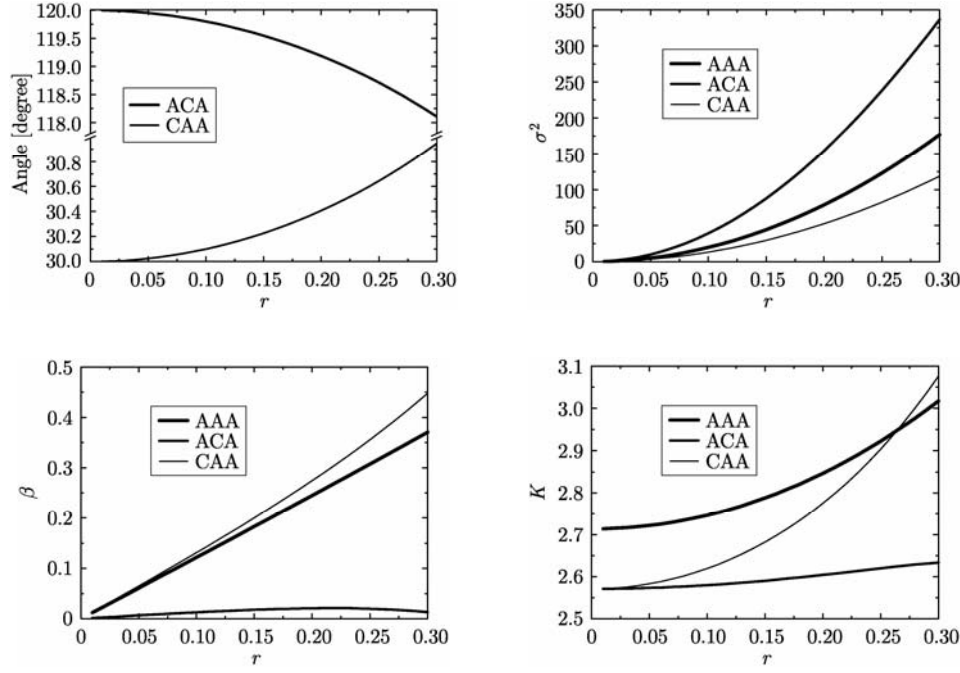 120.0
119.5
119.0
118.5
118.0
30.8
30.6
30.4
30.2
30.0
Angle [degree]
ACA
CAA
0 0.05 0.10 0.15 0.20 0.25 0.30
r
350
300
250
200
150
100
50
0
σ²
AAA
ACA
CAA
0 0.05 0.10 0.15 0.20 0.25 0.30
r
0.5
0.4
0.3
0.2
0.1
0
β
AAA
ACA
CAA
0 0.05 0.10 0.15 0.20 0.25 0.30
r
3.1
3.0
2.9
2.8
2.7
2.6
2.5
K
AAA
ACA
CAA
0 0.05 0.10 0.15 0.20 0.25 0.30
r